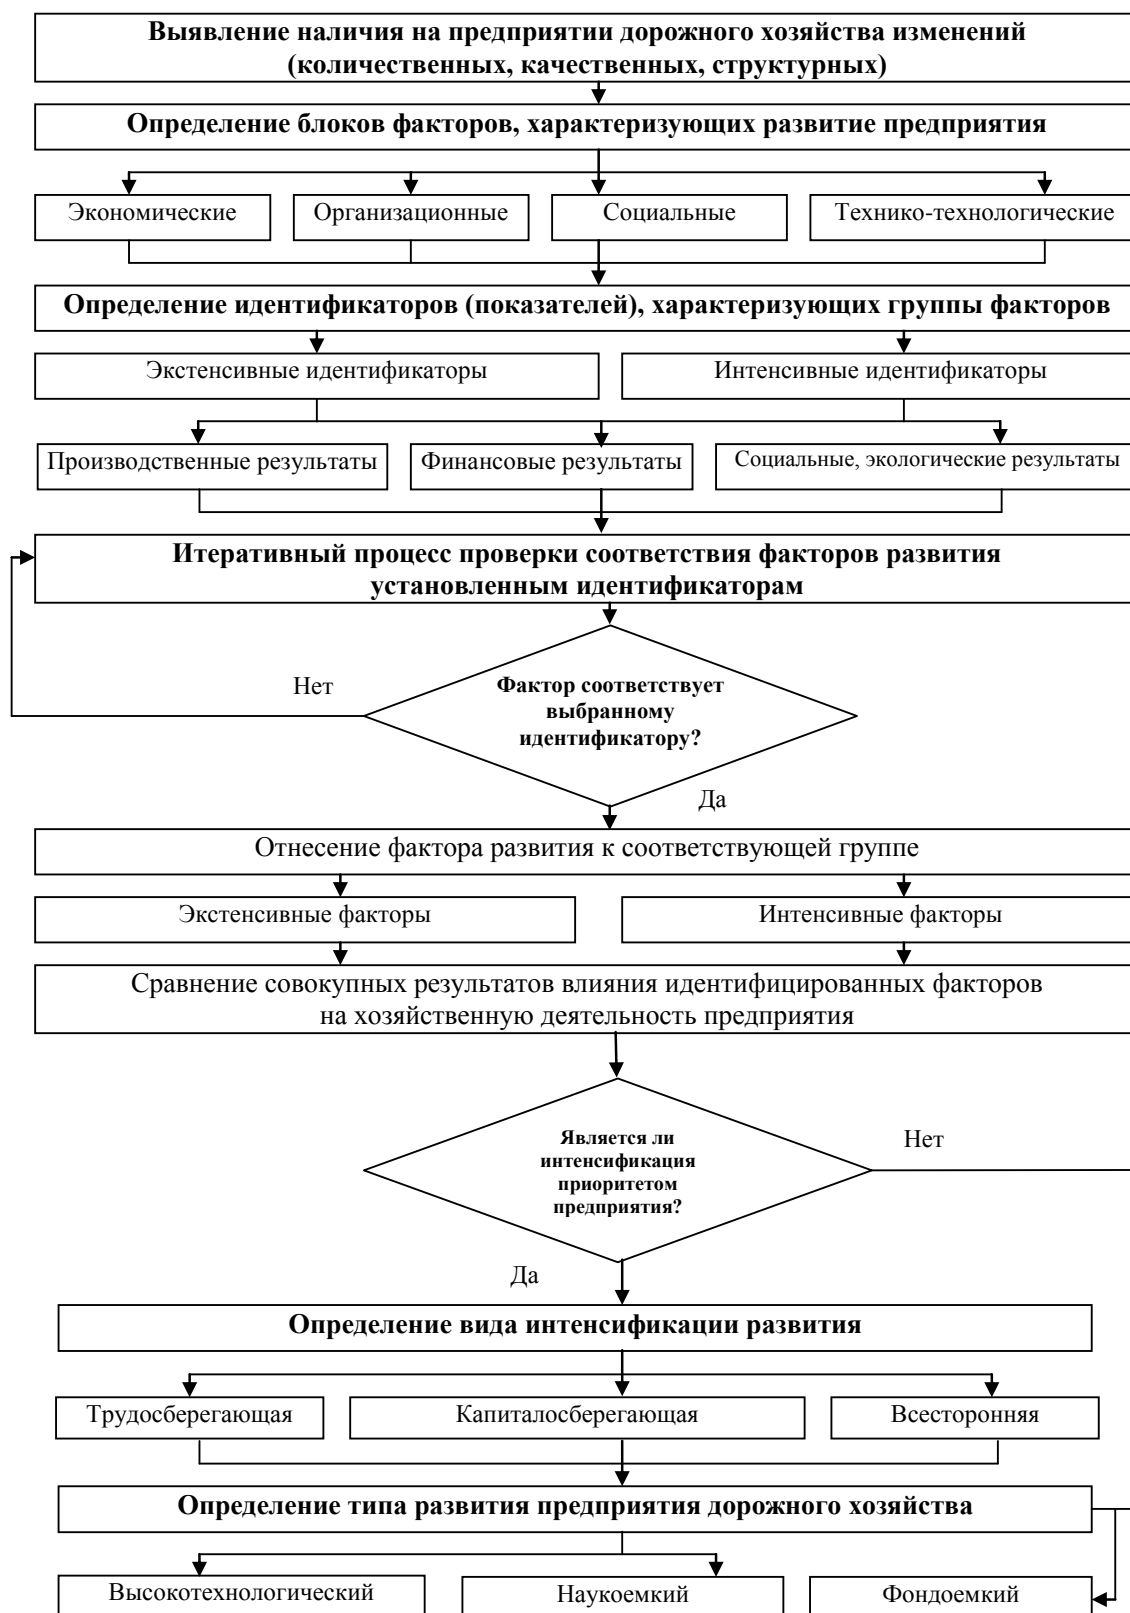 Выявление наличия на предприятии дорожного хозяйства изменений
(количественных, качественных, структурных)
Определение блоков факторов, характеризующих развитие предприятия
Экономические
Организационные
Социальные
Технико-технологические
Определение идентификаторов (показателей), характеризующих группы факторов
Экстенсивные идентификаторы
Интенсивные идентификаторы
Производственные результаты
Финансовые результаты
Социальные, экологические результаты
Итеративный процесс проверки соответствия факторов развития
установленным идентификаторам
Нет
Фактор соответствует
выбранному
идентификатору?
Да
Отнесение фактора развития к соответствующей группе
Экстенсивные факторы
Интенсивные факторы
Сравнение совокупных результатов влияния идентифицированных факторов
на хозяйственную деятельность предприятия
Является ли
интенсификация
приоритетом
предприятия?
Нет
Да
Определение вида интенсификации развития
Трудосберегающая
Капиталосберегающая
Всесторонняя
Определение типа развития предприятия дорожного хозяйства
Высокотехнологический
Наукоемкий
Фондоемкий